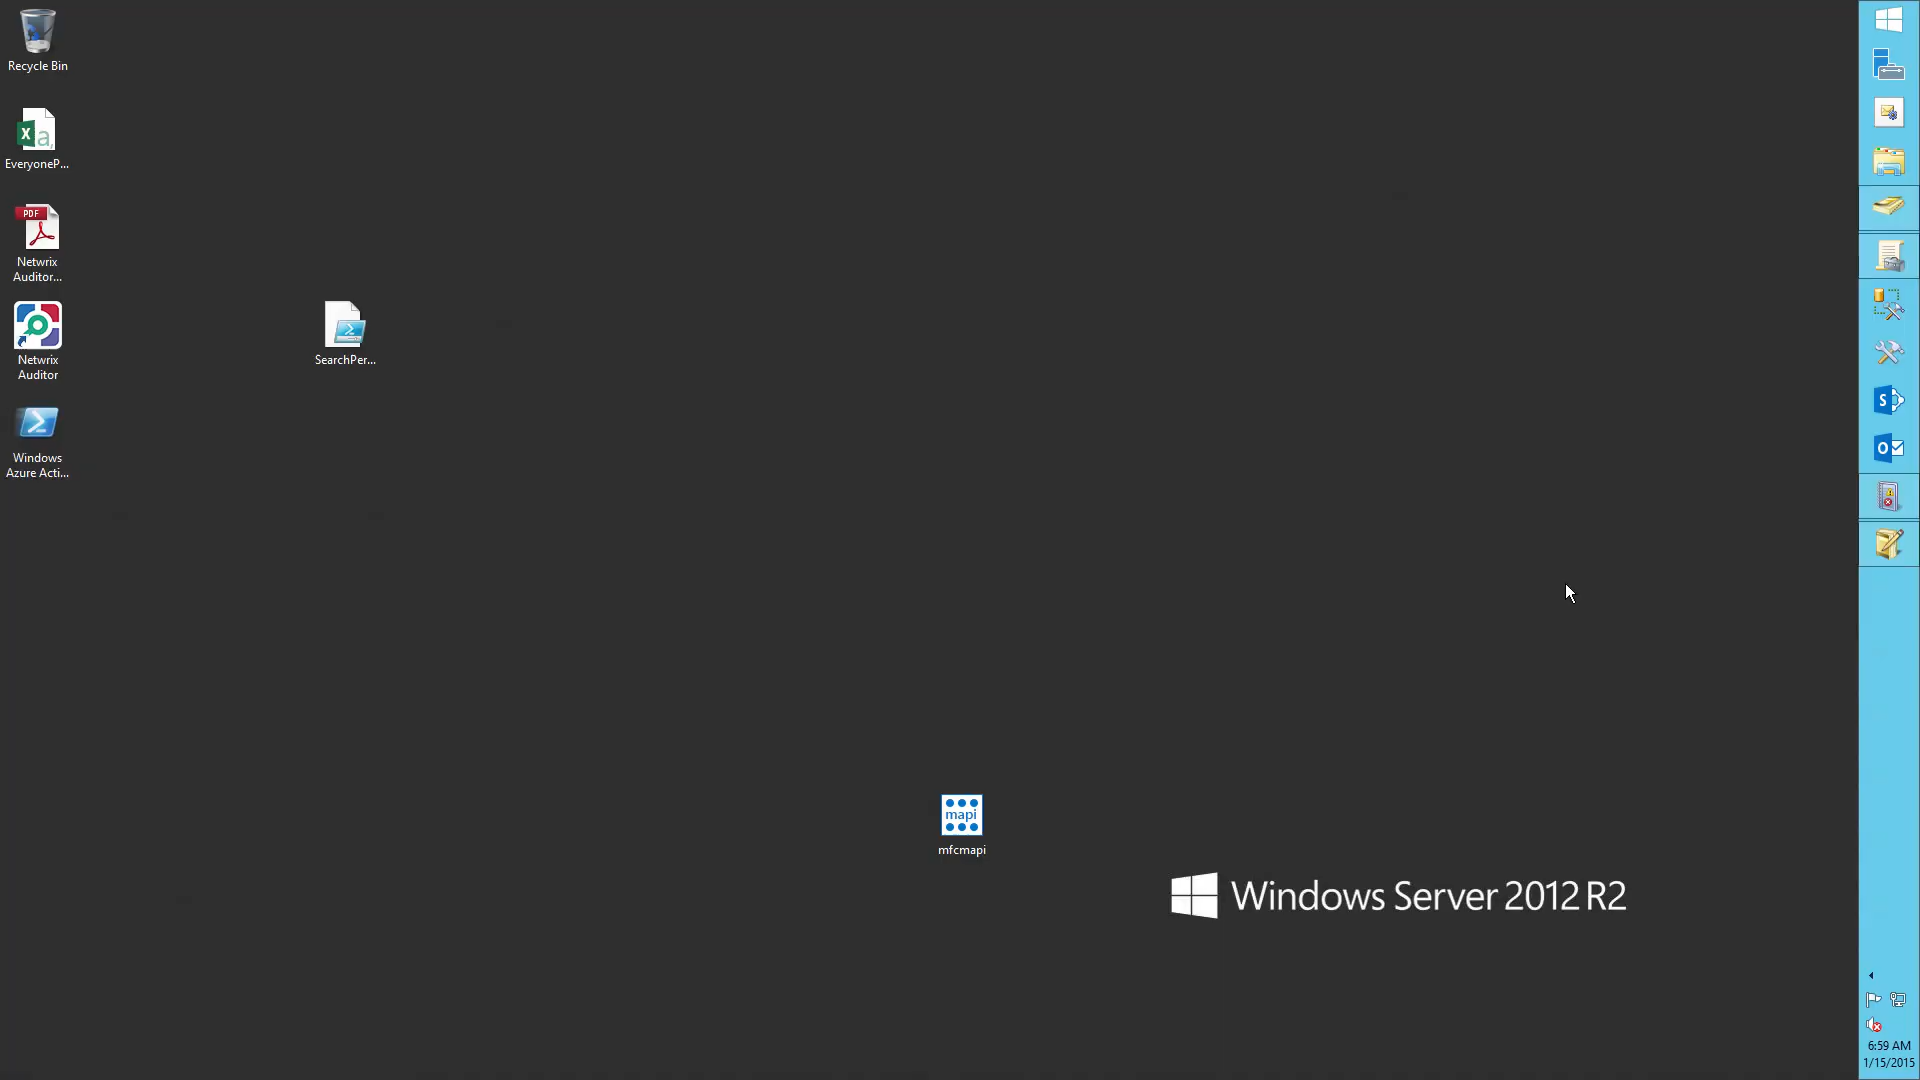 Recycle Bin
EveryoneP...
PDF
Netwrix
Auditor...
Netwrix
Auditor
Windows
Azure Acti...
SearchPer...
mapi
mfcmapi
Windows Server 2012 R2
6:59 AM
1/15/2015